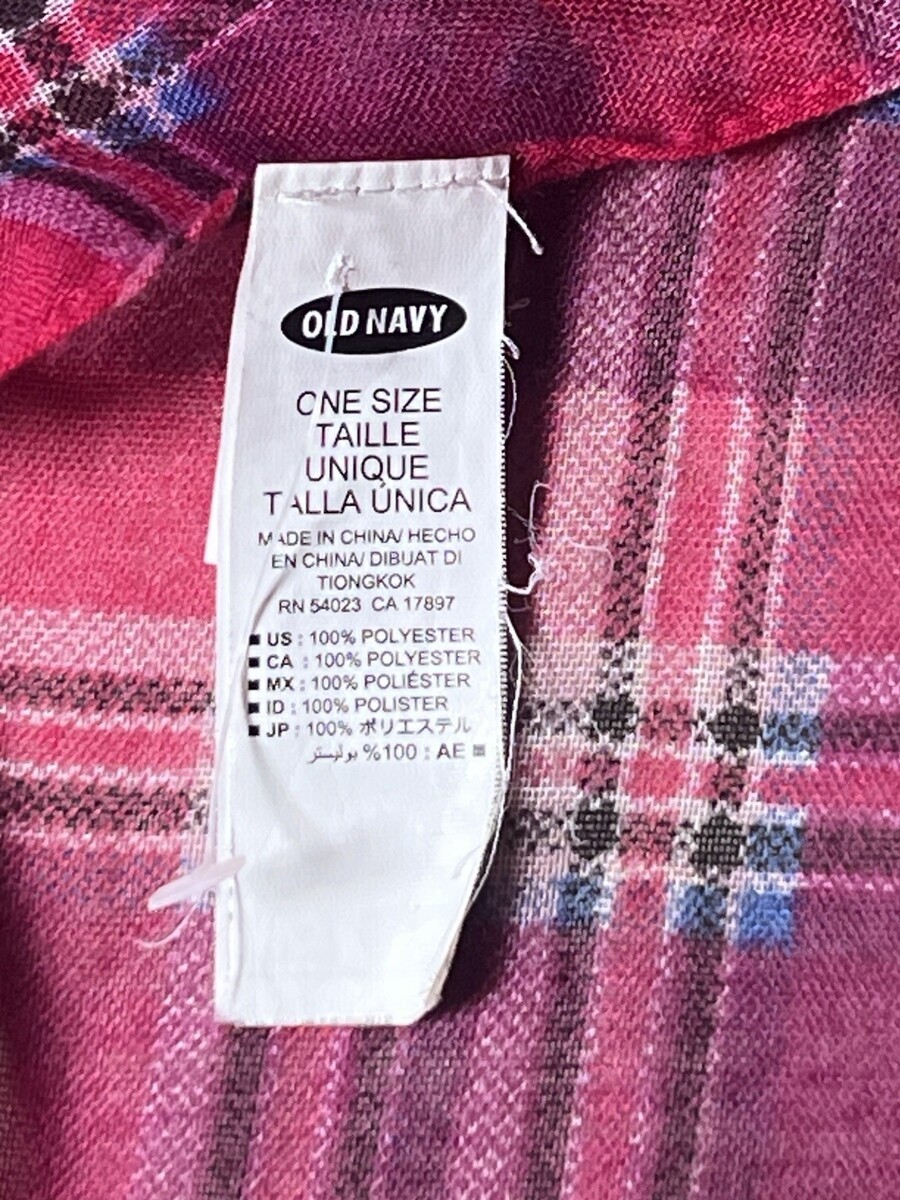 OLD NAVY
ONE SIZE
TAILLE
UNIQUE
TALLA ÚNICA
MADE IN CHINA/ HECHO
EN CHINA/ DIBUAT DI
TIONGKOK
RN 54023 CA 17897
■ US : 100% POLYESTER
■ CA : 100% POLYESTER
■ MX : 100% POLIÉSTER
■ ID : 100% POLISTER
■ JP : 100% ポリエステル
■ AE : 100% بوليستر